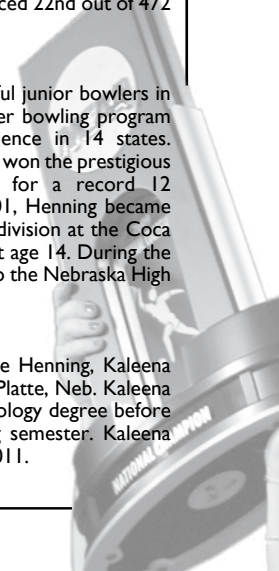 ced 22nd out of 472
ful junior bowlers in
er bowling program
ence in 14 states.
won the prestigious
for a record 12
01, Henning became
division at the Coca
t age 14. During the
o the Nebraska High
e Henning, Kaleena
Platte, Neb. Kaleena
ology degree before
g semester. Kaleena
011.
NATIONAL CHAMPION